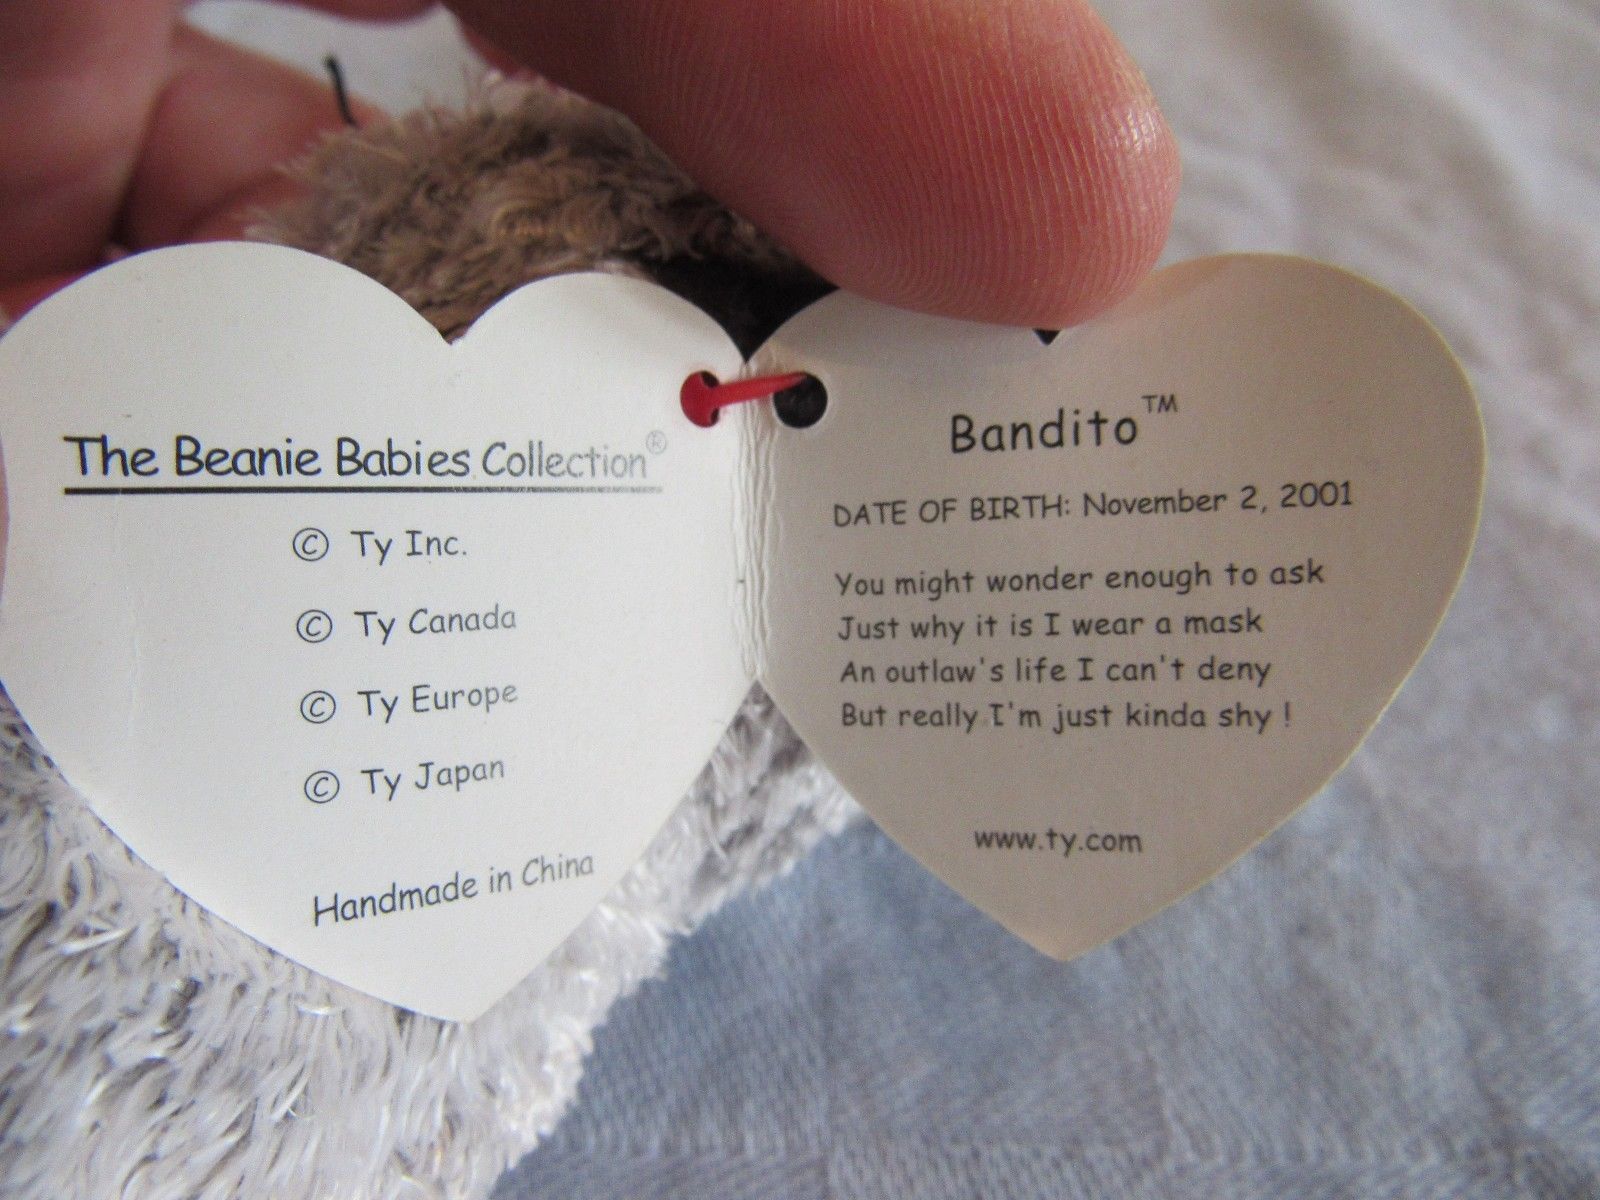 The Beanie Babies Collection®
© Ty Inc.
© Ty Canada
© Ty Europe
© Ty Japan
Handmade in China
Bandito™
DATE OF BIRTH: November 2, 2001
You might wonder enough to ask
Just why it is I wear a mask
An outlaw's life I can't deny
But really I'm just kinda shy !
www.ty.com